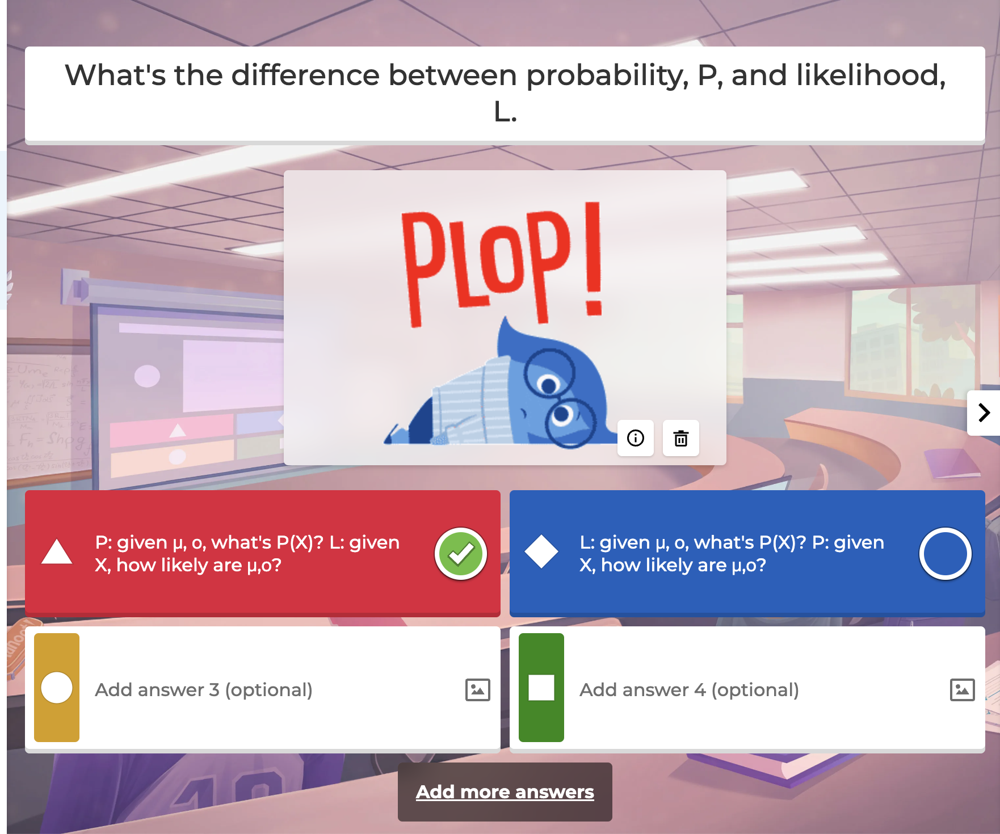 What's the difference between probability, P, and likelihood,
L.
PLOP!
P: given μ, o, what's P(X)? L: given
X, how likely are μ,o?
L: given μ, o, what's P(X)? P: given
X, how likely are μ,o?
Add answer 3 (optional)
Add answer 4 (optional)
Add more answers